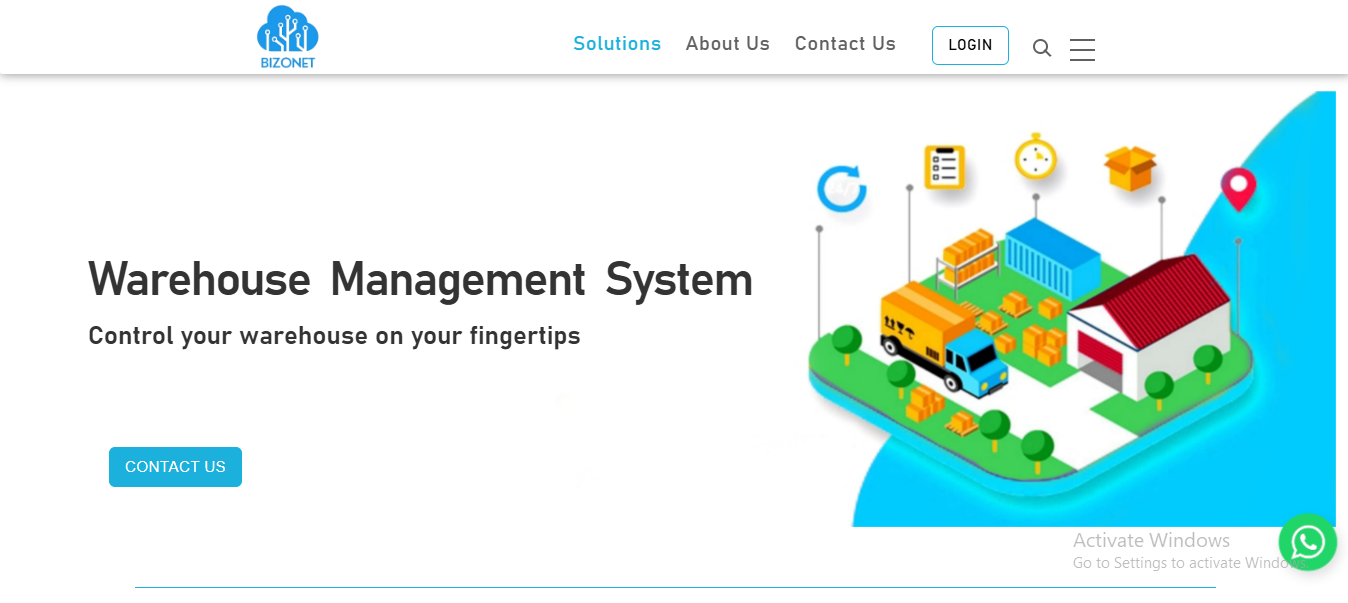 BIZONET
Solutions
About Us
Contact Us
LOGIN
Warehouse Management System
Control your warehouse on your fingertips
CONTACT US
Activate Windows
Go to Settings to activate Windows.